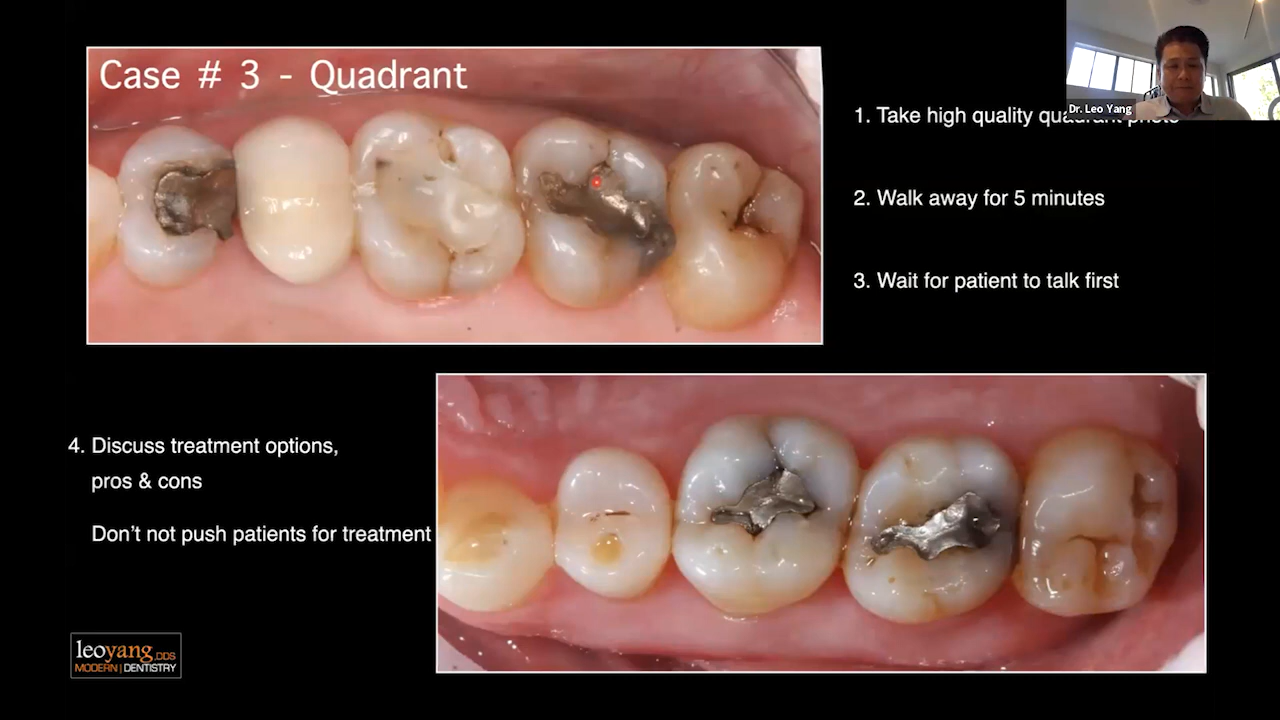 Case # 3 - Quadrant
Dr. Leo Yang
1. Take high quality quadrant photo
2. Walk away for 5 minutes
3. Wait for patient to talk first
4. Discuss treatment options,
pros & cons
Don't not push patients for treatment
leoyang,DDS
MODERN | DENTISTRY